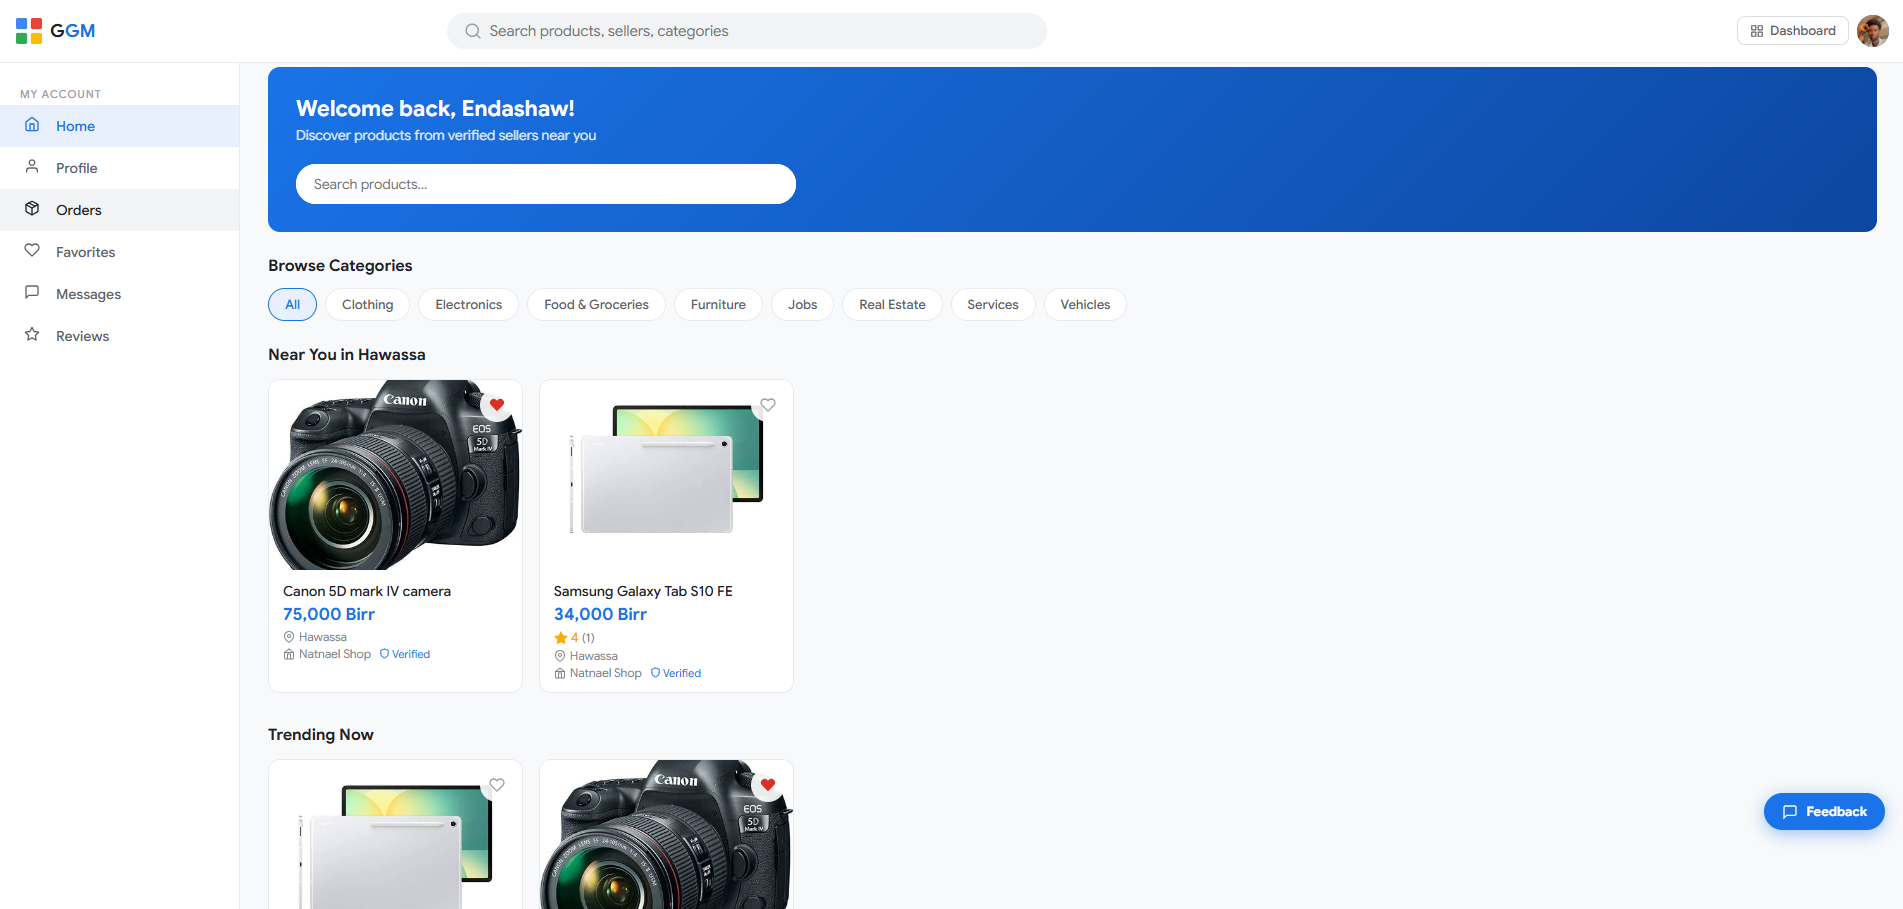 GGM
Search products, sellers, categories
Dashboard
MY ACCOUNT
Home
Profile
Orders
Favorites
Messages
Reviews
Welcome back, Endashaw!
Discover products from verified sellers near you
Search products...
Browse Categories
All
Clothing
Electronics
Food & Groceries
Furniture
Jobs
Real Estate
Services
Vehicles
Near You in Hawassa
Canon
EOS
5D
Mark IV
Canon 5D mark IV camera
75,000 Birr
Hawassa
Natnael Shop Verified
Samsung Galaxy Tab S10 FE
34,000 Birr
4 (1)
Hawassa
Natnael Shop Verified
Trending Now
Canon
EOS
5D
Mark IV
Feedback